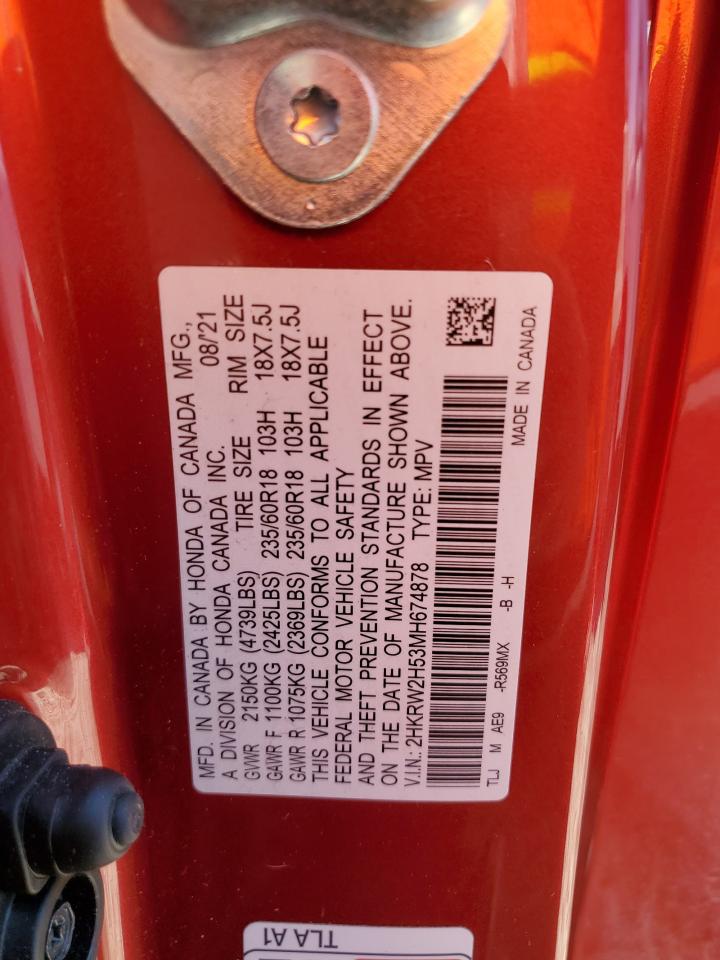 MFD. IN CANADA BY HONDA OF CANADA MFG.,
A DIVISION OF HONDA CANADA INC. 08/'21
GVWR 2150KG (4739LBS) TIRE SIZE RIM SIZE
GAWR F 1100KG (2425LBS) 235/60R18 103H 18X7.5J
GAWR R 1075KG (2369LBS) 235/60R18 103H 18X7.5J
THIS VEHICLE CONFORMS TO ALL APPLICABLE
FEDERAL MOTOR VEHICLE SAFETY
AND THEFT PREVENTION STANDARDS IN EFFECT
ON THE DATE OF MANUFACTURE SHOWN ABOVE.
V.I.N.: 2HKRW2H53MH674878 TYPE: MPV
TLJ M AE9 -R569MX -B -H MADE IN CANADA
TLA A1